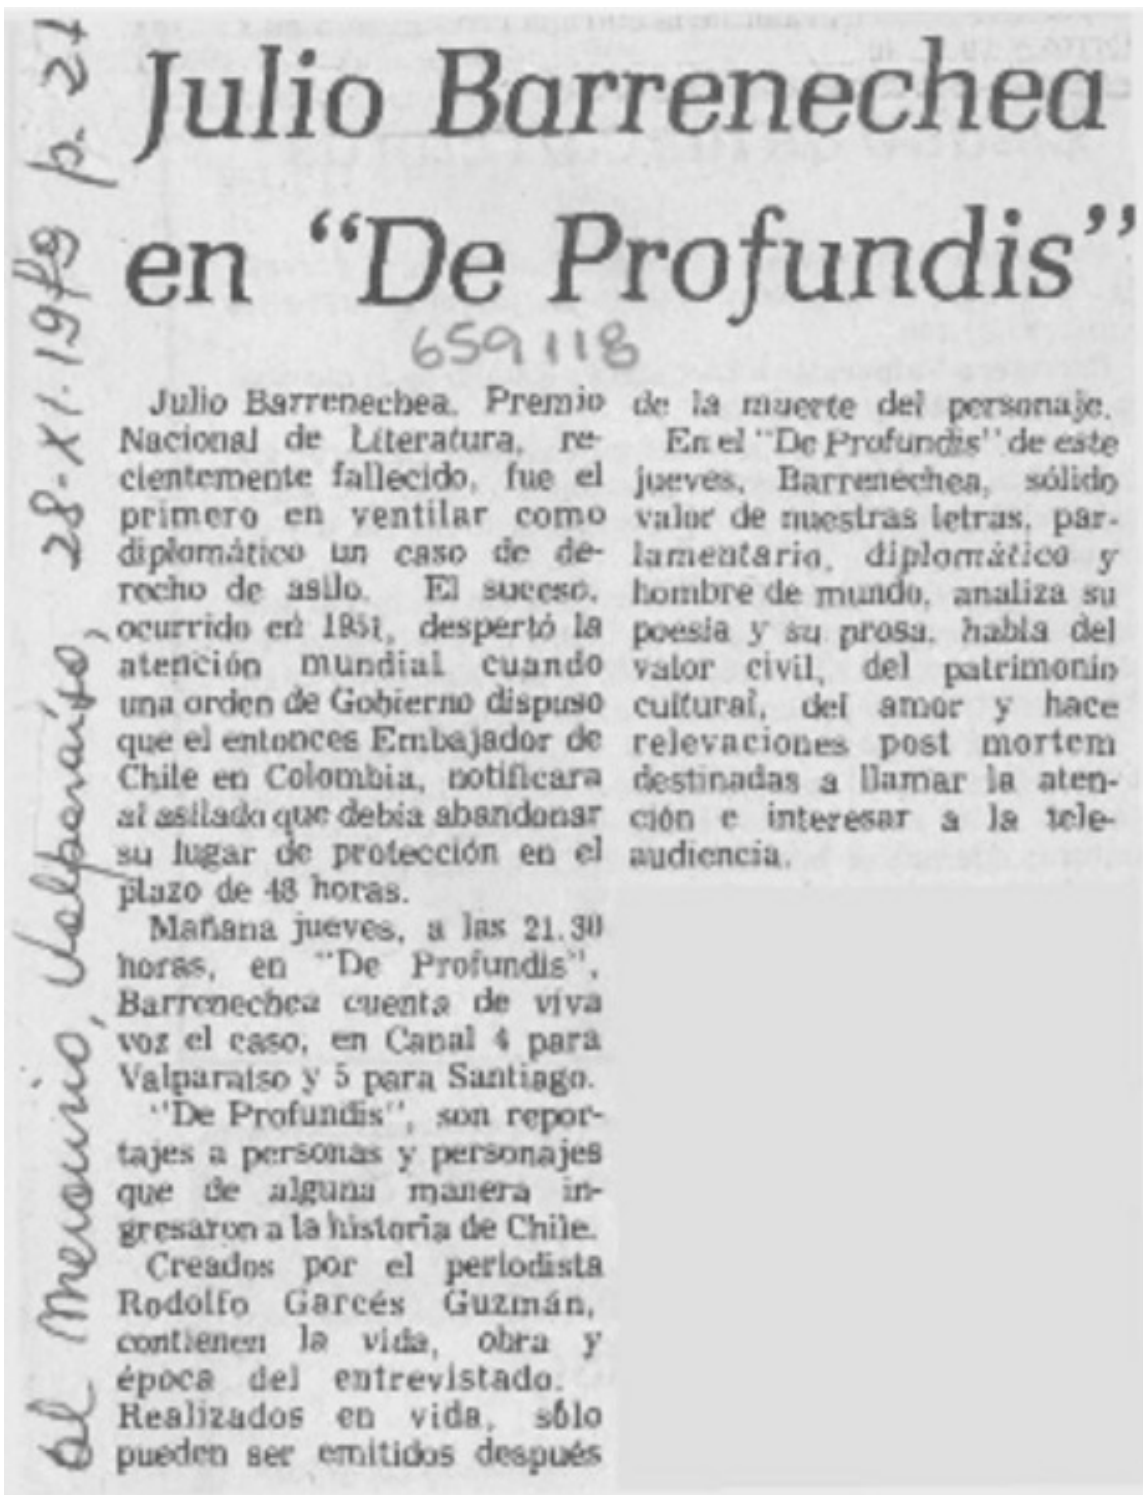 Julio Barrenechea
en “De Profundis”
659118
Julio Barrenechea, Premio
Nacional de Literatura, re-
cientemente fallecido, fue el
primero en ventilar como
diplomático un caso de de-
recho de asilo. El suceso,
ocurrido en 1951, despertó la
atención mundial cuando
una orden de Gobierno dispuso
que el entonces Embajador de
Chile en Colombia, notificara
al asilado que debía abandonar
su lugar de protección en el
plazo de 48 horas.
Mañana jueves, a las 21.30
horas, en "De Profundis",
Barrenechea cuenta de viva
voz el caso, en Canal 4 para
Valparaíso y 5 para Santiago.
"De Profundis", son repor-
tajes a personas y personajes
que de alguna manera in-
gresaron a la historia de Chile.
Creados por el periodista
Rodolfo Garcés Guzmán,
contienen la vida, obra y
época del entrevistado.
Realizados en vida, sólo
pueden ser emitidos después
de la muerte del personaje.
En el "De Profundis" de este
jueves, Barrenechea, sólido
valor de nuestras letras, par-
lamentario, diplomático y
hombre de mundo, analiza su
poesía y su prosa, habla del
valor civil, del patrimonio
cultural, del amor y hace
relevaciones post mortem
destinadas a llamar la aten-
ción e interesar a la tele-
audiencia.
El Mercurio, Valparaíso, 28-XI-1979 p. 27